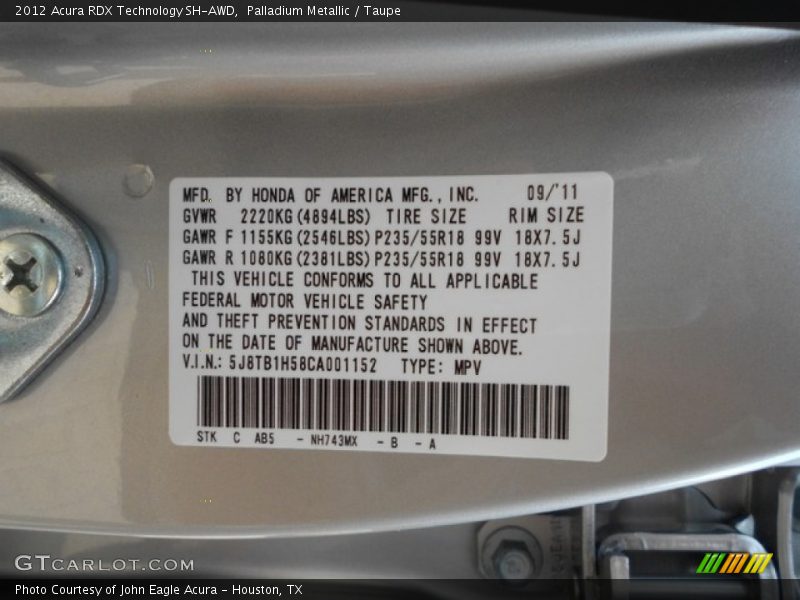 2012 Acura RDX Technology SH-AWD, Palladium Metallic / Taupe
MFD. BY HONDA OF AMERICA MFG., INC. 09/'11
GVWR 2220KG(4894LBS) TIRE SIZE RIM SIZE
GAWR F 1155KG(2546LBS)P235/55R18 99V 18X7.5J
GAWR R 1080KG(2381LBS)P235/55R18 99V 18X7.5J
THIS VEHICLE CONFORMS TO ALL APPLICABLE
FEDERAL MOTOR VEHICLE SAFETY
AND THEFT PREVENTION STANDARDS IN EFFECT
ON THE DATE OF MANUFACTURE SHOWN ABOVE.
V.I.N.: 5J8TB1H58CA001152 TYPE: MPV
STK C AB5 - NH743MX - B - A
GTCARLOT.COM
Photo Courtesy of John Eagle Acura - Houston, TX